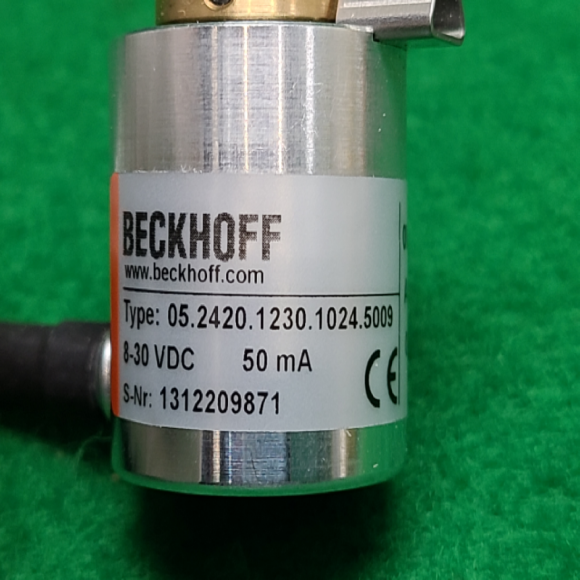 BECKHOFF
www.beckhoff.com
Type: 05.2420.1230.1024.5009
8-30 VDC 50 mA
S-Nr: 1312209871
CE